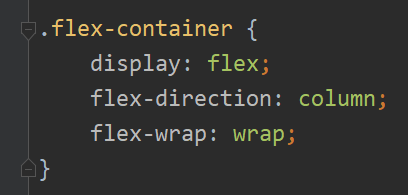 .flex-container {
    display: flex;
    flex-direction: column;
    flex-wrap: wrap;
}